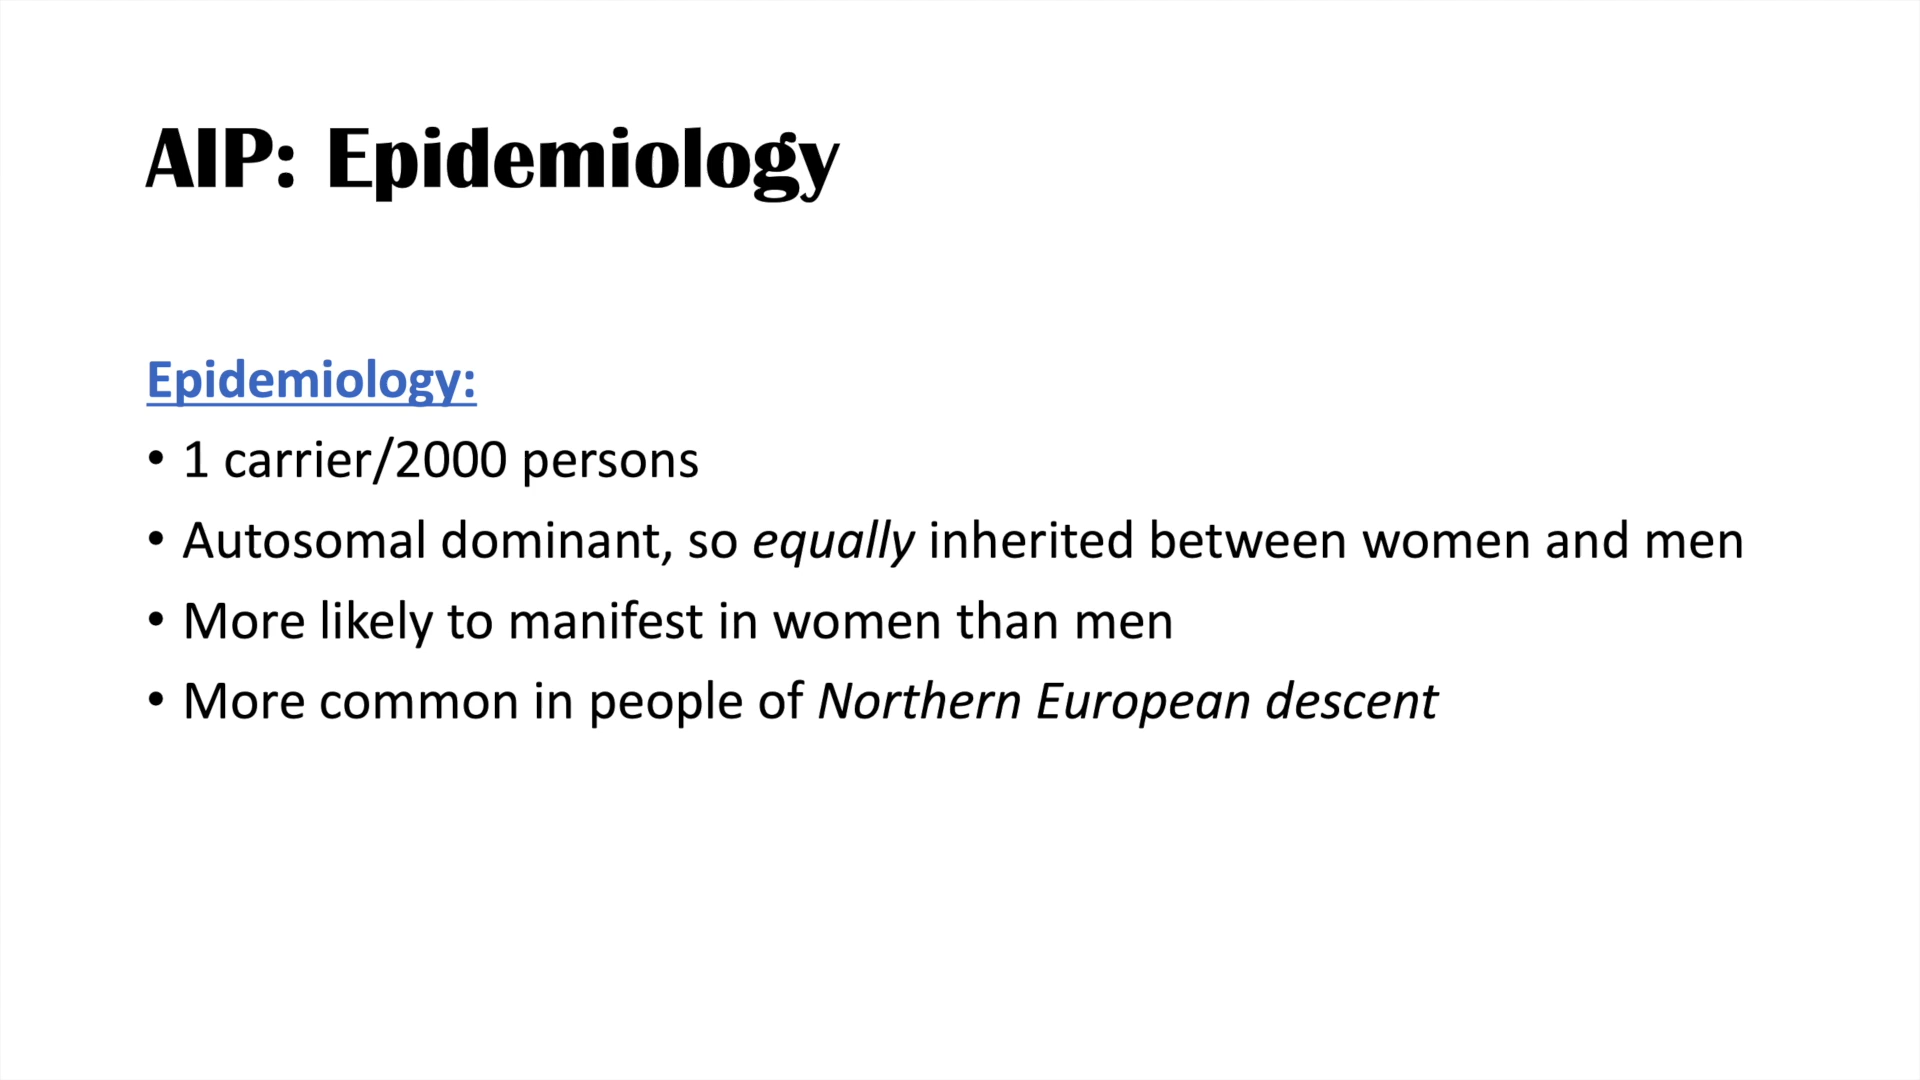 AIP: Epidemiology
Epidemiology:
• 1 carrier/2000 persons
• Autosomal dominant, so equally inherited between women and men
• More likely to manifest in women than men
• More common in people of Northern European descent